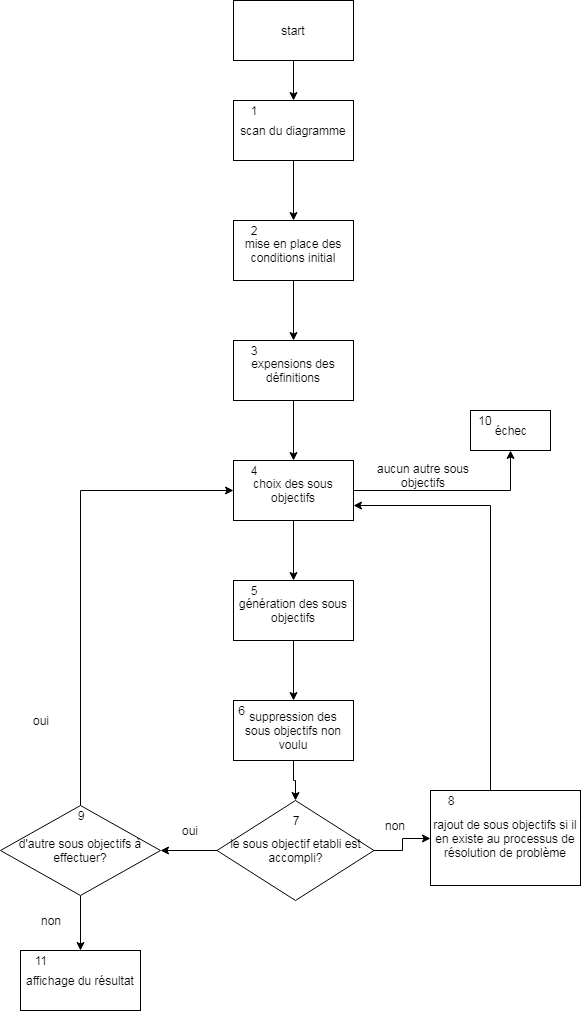 start
1
scan du diagramme
2
mise en place des
conditions initial
3
expensions des
définitions
10
échec
4
choix des sous
objectifs
aucun autre sous
objectifs
5
génération des sous
objectifs
6
suppression des
sous objectifs non
voulu
oui
7
le sous objectif etabli est
accompli?
oui
non
8
rajout de sous objectifs si il
en existe au processus de
résolution de problème
9
d'autre sous objectifs à
effectuer?
non
11
affichage du résultat